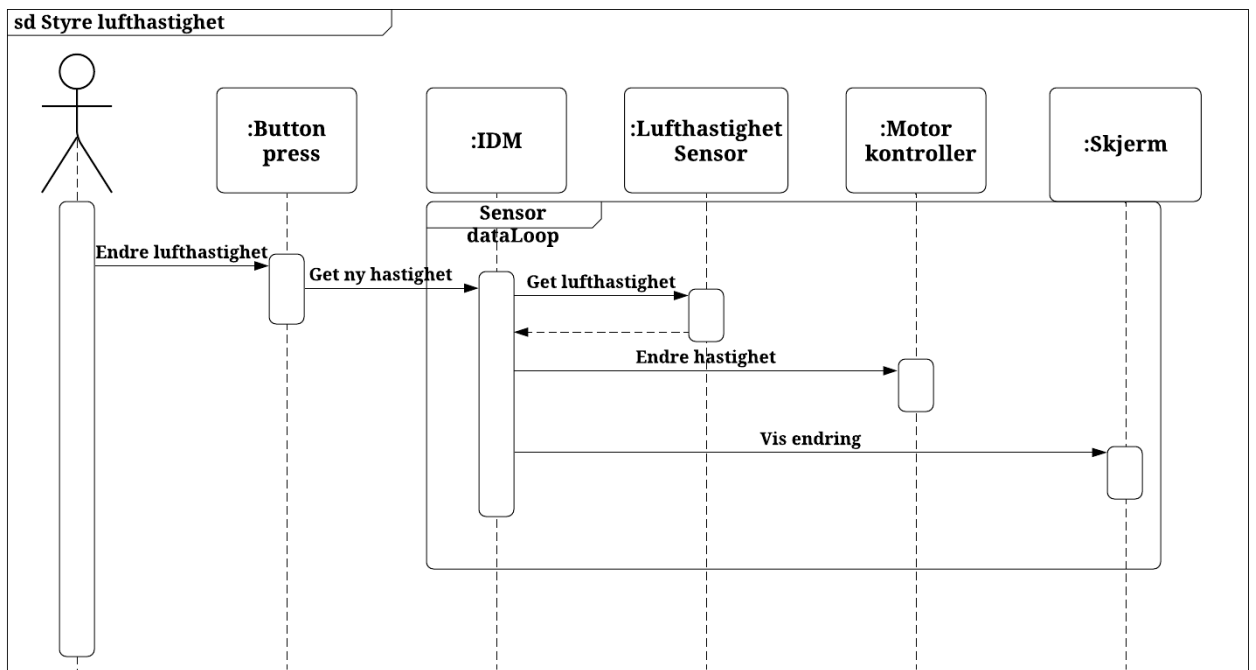 sd Styre lufthastighet
:Button
press
:IDM
:Lufthastighet
Sensor
:Motor
kontroller
:Skjerm
Sensor
dataLoop
Endre lufthastighet
Get ny hastighet
Get lufthastighet
Endre hastighet
Vis endring